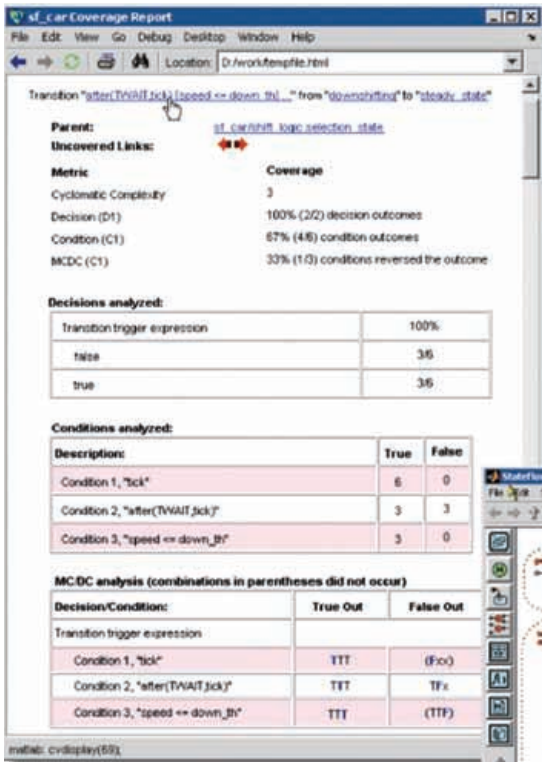 sf_car Coverage Report
File Edit View Go Debug Desktop Window Help
Location: D:/work/tempfile.html
Transition "after(TWAIT,tick) [speed <= down_th] ..." from "downshifting" to "steady_state"
Parent: sf_car/shift_logic.selection_state
Uncovered Links:
Metric Coverage
Cyclomatic Complexity 3
Decision (D1) 100% (2/2) decision outcomes
Condition (C1) 67% (4/6) condition outcomes
MCDC (C1) 33% (1/3) conditions reversed the outcome
Decisions analyzed:
Transition trigger expression 100%
false 3/6
true 3/6
Conditions analyzed:
Description: True False
Condition 1, "tick" 6 0
Condition 2, "after(TWAIT,tick)" 3 3
Condition 3, "speed <= down_th" 3 0
MC/DC analysis (combinations in parentheses did not occur)
Decision/Condition: True Out False Out
Transition trigger expression
Condition 1, "tick" TTT (Fxx)
Condition 2, "after(TWAIT,tick)" TTT TFx
Condition 3, "speed <= down_th" TTT (TTF)
matlab: cvdisplay(69);
File Edit